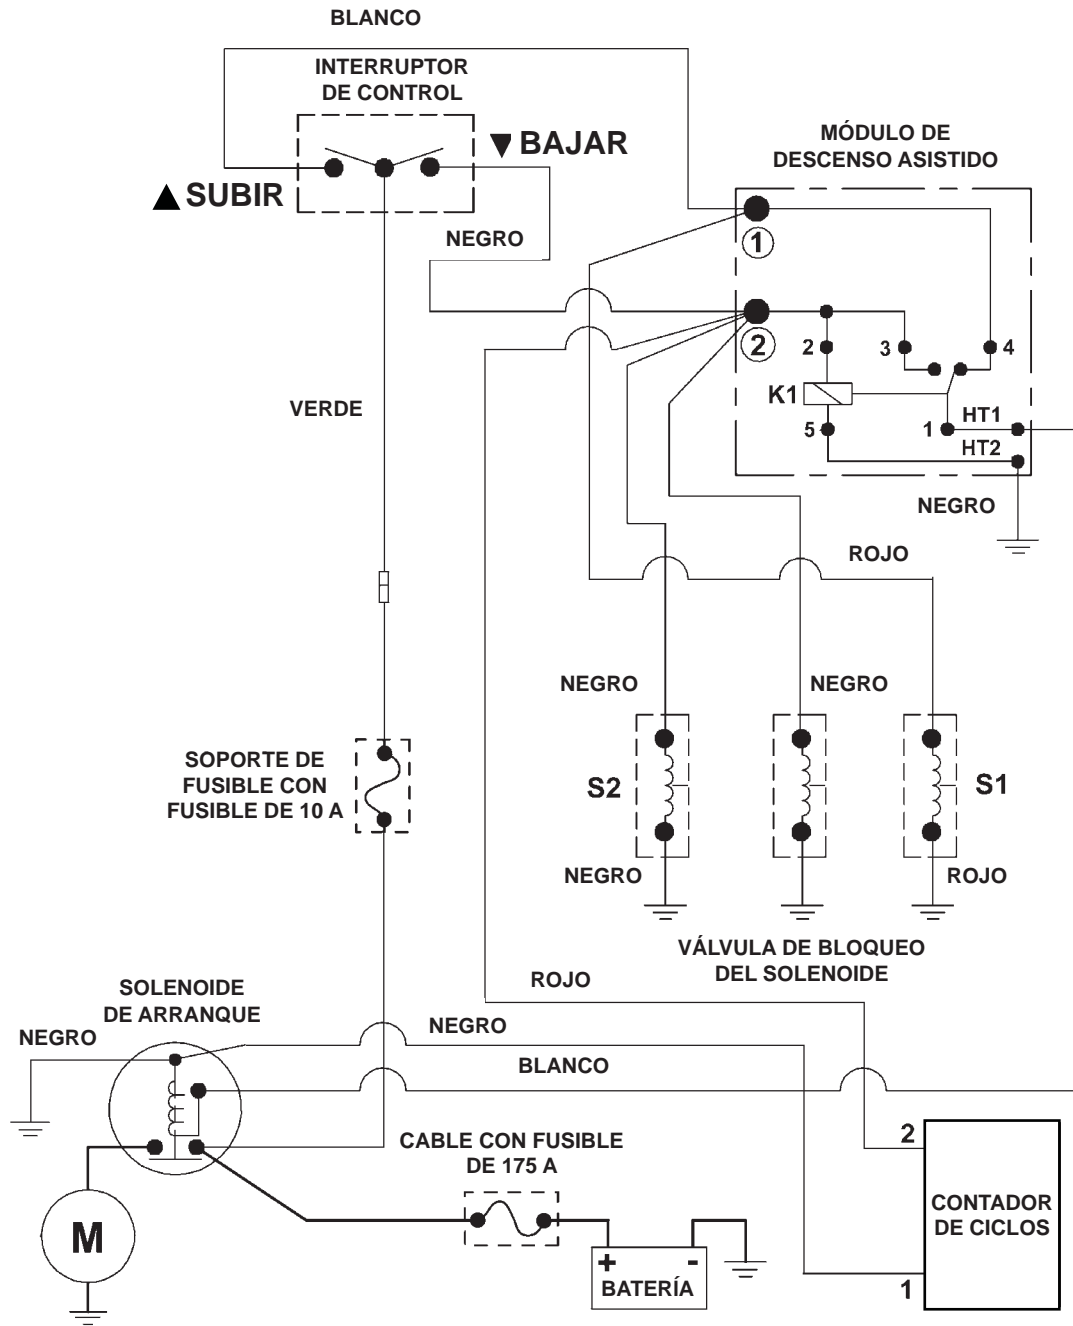 BLANCO
INTERRUPTOR
DE CONTROL
▼ BAJAR
▲ SUBIR
MÓDULO DE
DESCENSO ASISTIDO
NEGRO
1
2
2
3
4
K1
5
1
HT1
HT2
VERDE
NEGRO
ROJO
NEGRO
NEGRO
SOPORTE DE
FUSIBLE CON
FUSIBLE DE 10 A
S2
S1
NEGRO
ROJO
VÁLVULA DE BLOQUEO
DEL SOLENOIDE
ROJO
SOLENOIDE
DE ARRANQUE
NEGRO
NEGRO
BLANCO
CABLE CON FUSIBLE
DE 175 A
2
CONTADOR
DE CICLOS
1
M
+ -
BATERÍA